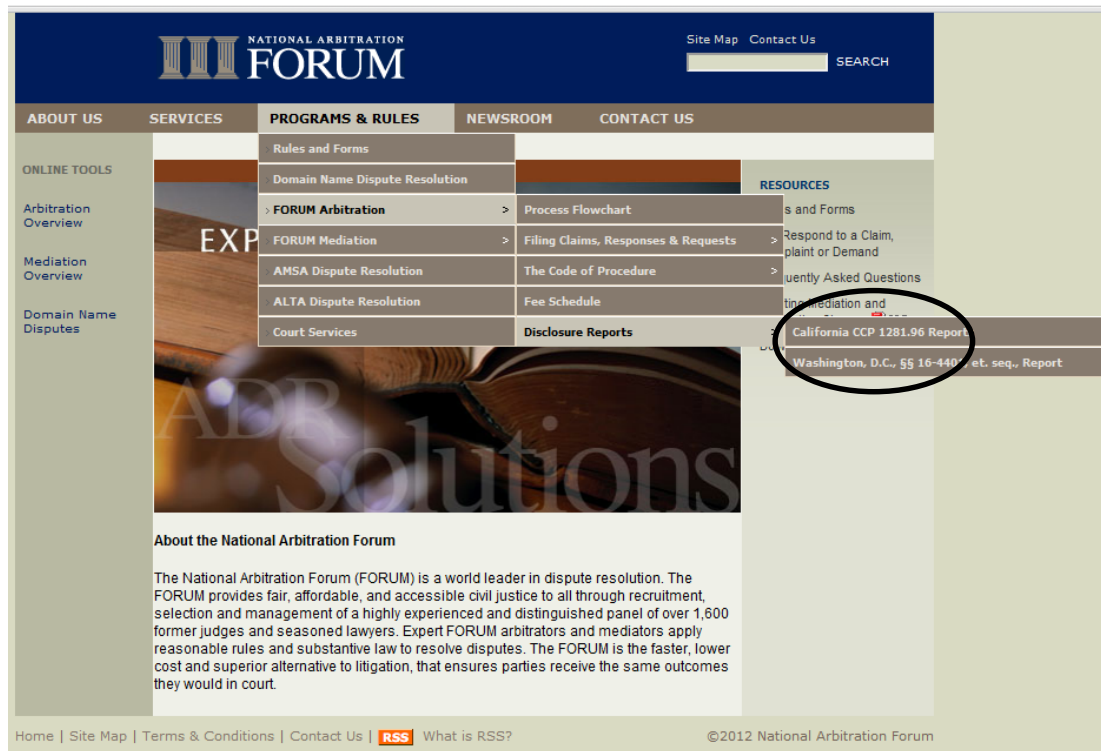 NATIONAL ARBITRATION
FORUM
Site Map Contact Us
SEARCH
ABOUT US SERVICES PROGRAMS & RULES NEWSROOM CONTACT US
ONLINE TOOLS
Arbitration
Overview
Mediation
Overview
Domain Name
Disputes
Rules and Forms
Domain Name Dispute Resolution
› FORUM Arbitration >
FORUM Mediation >
AMSA Dispute Resolution
ALTA Dispute Resolution
Court Services
Process Flowchart
Filing Claims, Responses & Requests >
The Code of Procedure >
Fee Schedule
Disclosure Reports
California CCP 1281.96 Report
Washington, D.C., §§ 16-4401, et. seq., Report
RESOURCES
and Forms
Respond to a Claim,
or Demand
Asked Questions
Mediation and
EXP
ADR
Solutions
About the National Arbitration Forum
The National Arbitration Forum (FORUM) is a world leader in dispute resolution. The
FORUM provides fair, affordable, and accessible civil justice to all through recruitment,
selection and management of a highly experienced and distinguished panel of over 1,600
former judges and seasoned lawyers. Expert FORUM arbitrators and mediators apply
reasonable rules and substantive law to resolve disputes. The FORUM is the faster, lower
cost and superior alternative to litigation, that ensures parties receive the same outcomes
they would in court.
Home | Site Map | Terms & Conditions | Contact Us | RSS What is RSS? ©2012 National Arbitration Forum